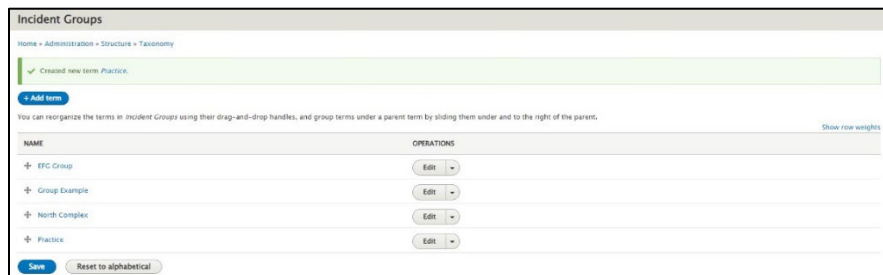 Incident Groups
Home » Administration » Structure » Taxonomy
Created new term Practice.
+ Add term
You can reorganize the terms in Incident Groups using their drag-and-drop handles, and group terms under a parent term by sliding them under and to the right of the parent.
Show row weights
NAME OPERATIONS
EFG Group Edit
Group Example Edit
North Complex Edit
Practice Edit
Save Reset to alphabetical